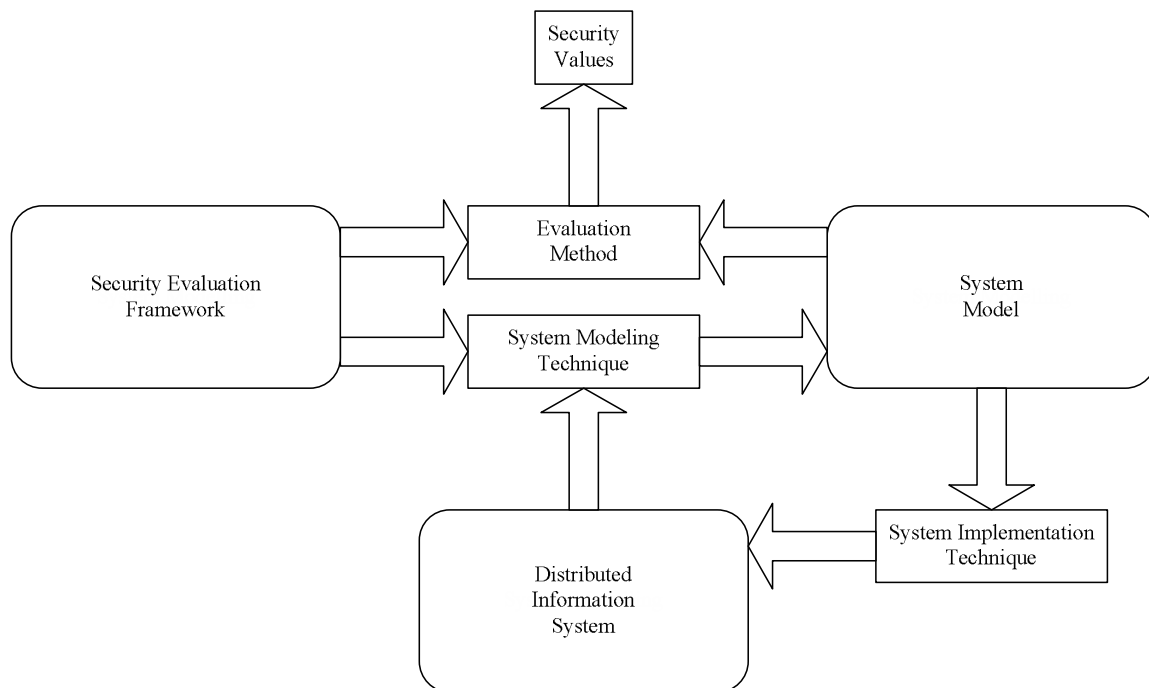 Security
Values
Evaluation
Method
Security Evaluation
Framework
System
Model
System Modeling
Technique
System Implementation
Technique
Distributed
Information
System